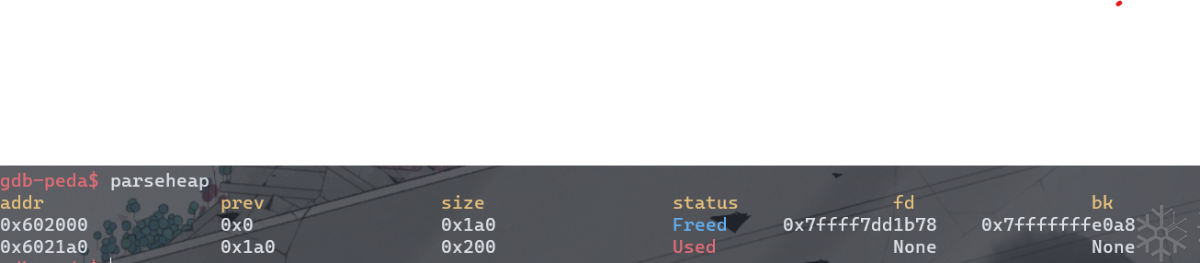 gdb-peda$ parseheap
addr prev size status fd bk
0x602000 0x0 0x1a0 Freed 0x7ffff7dd1b78 0x7fffffffe0a8
0x6021a0 0x1a0 0x200 Used None None